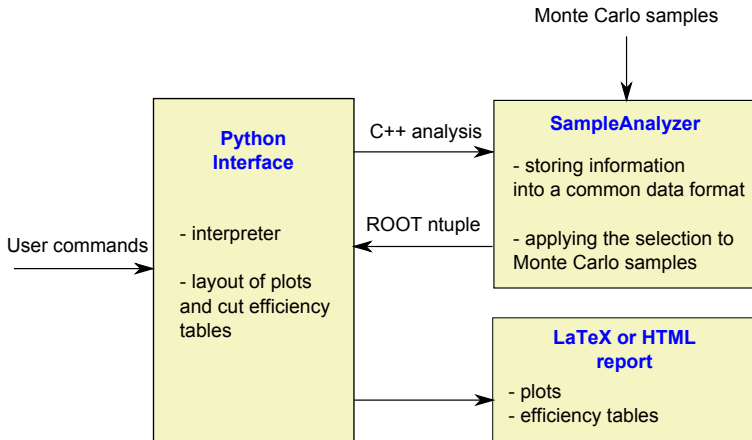 Monte Carlo samples
User commands
Python
Interface
- interpreter
- layout of plots
and cut efficiency
tables
C++ analysis
ROOT ntuple
SampleAnalyzer
- storing information
into a common data format
- applying the selection to
Monte Carlo samples
LaTeX or HTML
report
- plots
- efficiency tables